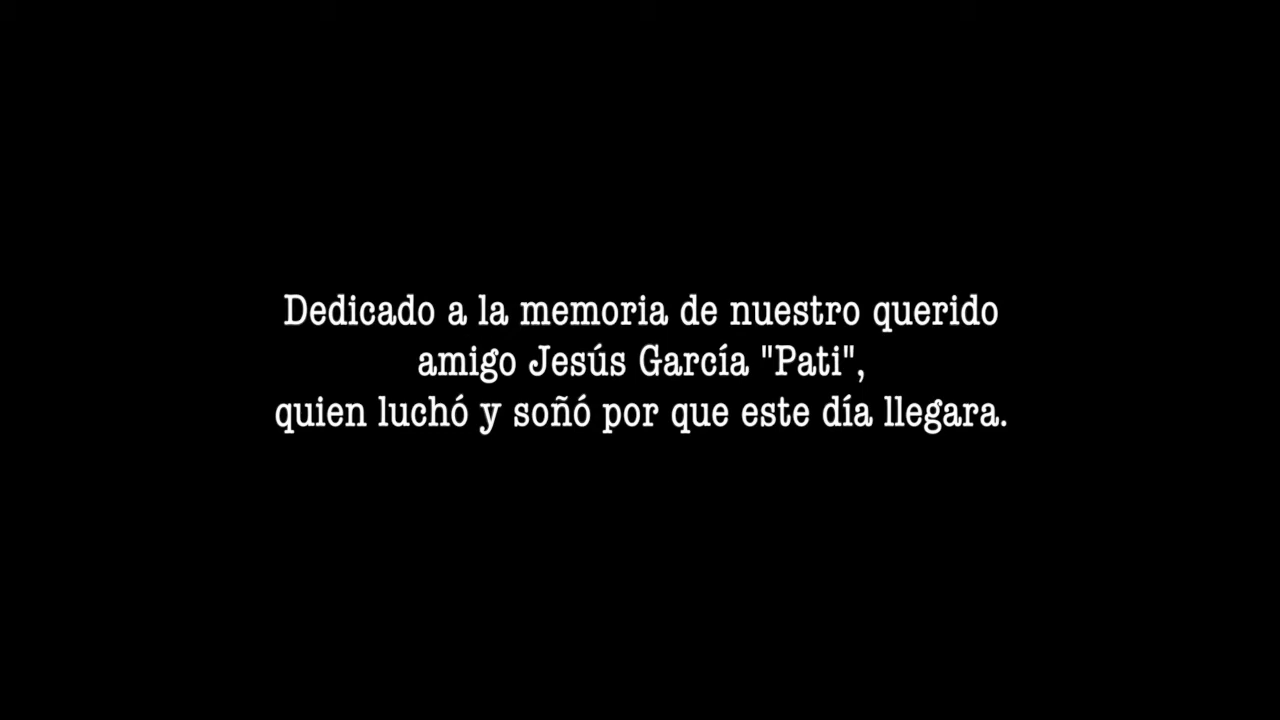 Dedicado a la memoria de nuestro querido
amigo Jesús García "Pati",
quien luchó y soñó por que este día llegara.